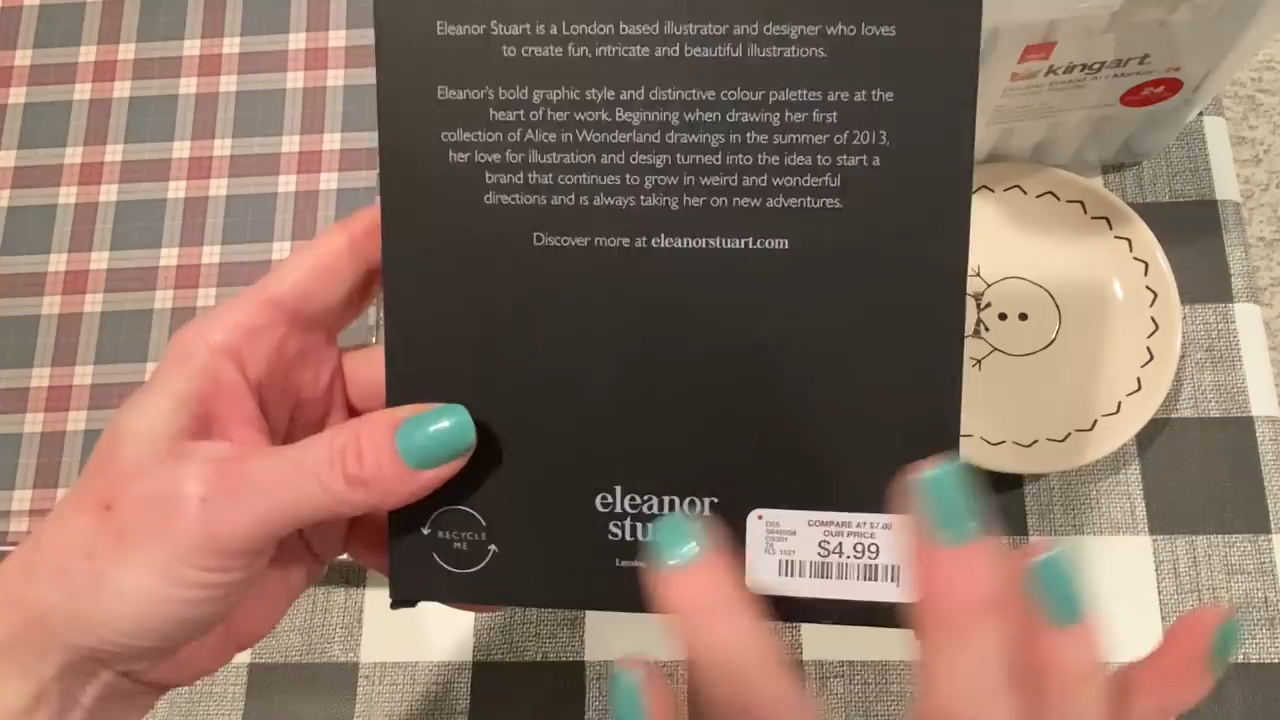 Eleanor Stuart is a London based illustrator and designer who loves
to create fun, intricate and beautiful illustrations.
Eleanor's bold graphic style and distinctive colour palettes are at the
heart of her work. Beginning when drawing her first
collection of Alice in Wonderland drawings in the summer of 2013,
her love for illustration and design turned into the idea to start a
brand that continues to grow in weird and wonderful
directions and is always taking her on new adventures.
Discover more at eleanorstuart.com
kingart
Double-Ended Art Marker
24
RECYCLE
ME
eleanor
COMPARE AT $7.00
OUR PRICE
$4.99